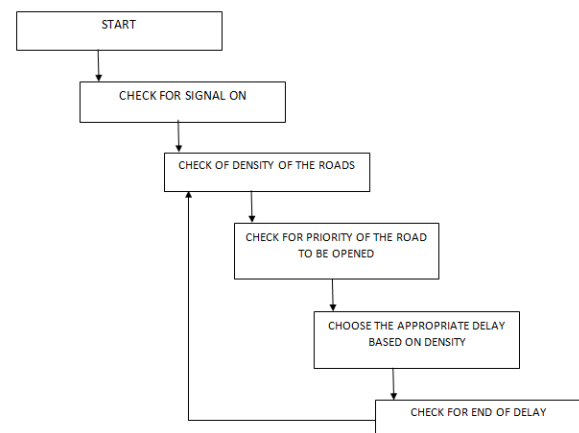 START
CHECK FOR SIGNAL ON
CHECK OF DENSITY OF THE ROADS
CHECK FOR PRIORITY OF THE ROAD
TO BE OPENED
CHOOSE THE APPROPRIATE DELAY
BASED ON DENSITY
CHECK FOR END OF DELAY